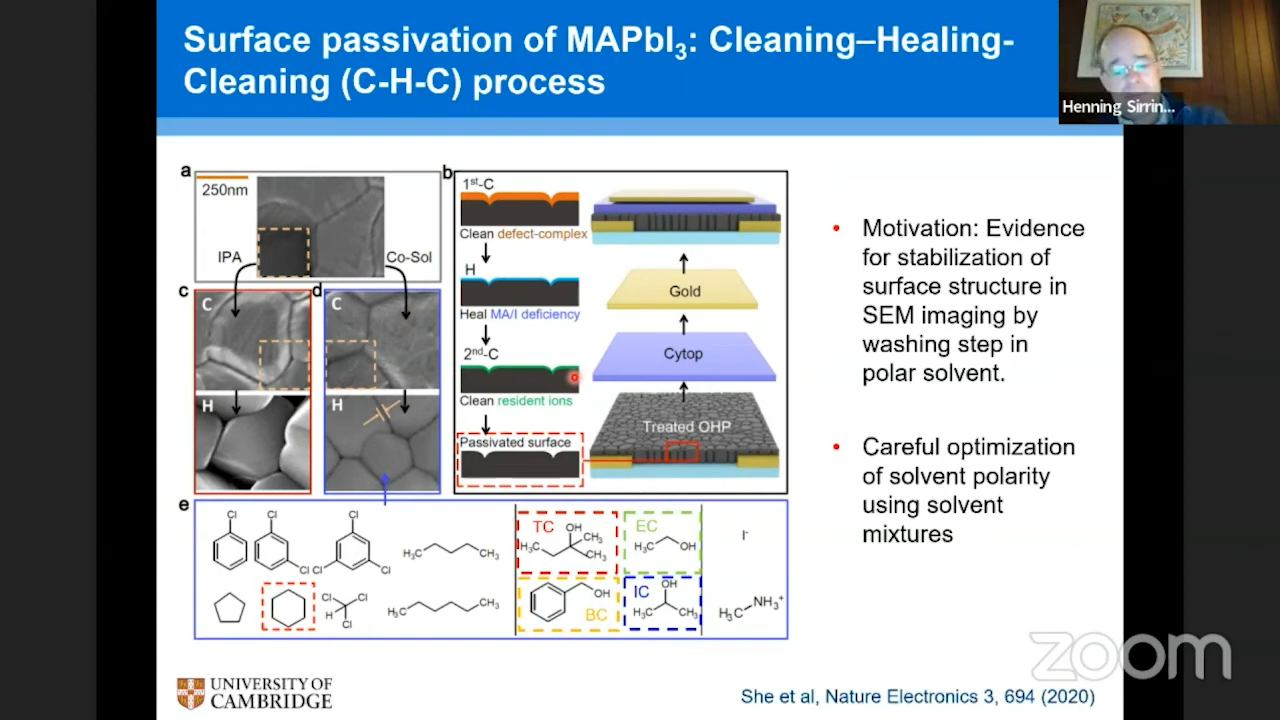 Surface passivation of MAPbI₃: Cleaning–Healing-
Cleaning (C-H-C) process
Henning Sirrin...
a
250nm
IPA
Co-Sol
b
1st-C
Clean defect-complex
H
Heal MA/I deficiency
2nd-C
Clean resident ions
Passivated surface
Gold
Cytop
Treated OHP
c
C
H
d
C
H
e
Cl
Cl
Cl
Cl
Cl
Cl
H₃C
CH₃
Cl
Cl
H
Cl
H₃C
CH₃
TC
OH
CH₃
H₃C
CH₃
EC
H₃C
OH
OH
BC
IC
OH
H₃C
CH₃
I⁻
H₃C
NH₃⁺
• Motivation: Evidence
for stabilization of
surface structure in
SEM imaging by
washing step in
polar solvent.
• Careful optimization
of solvent polarity
using solvent
mixtures
UNIVERSITY OF
CAMBRIDGE
She et al, Nature Electronics 3, 694 (2020)
zoom